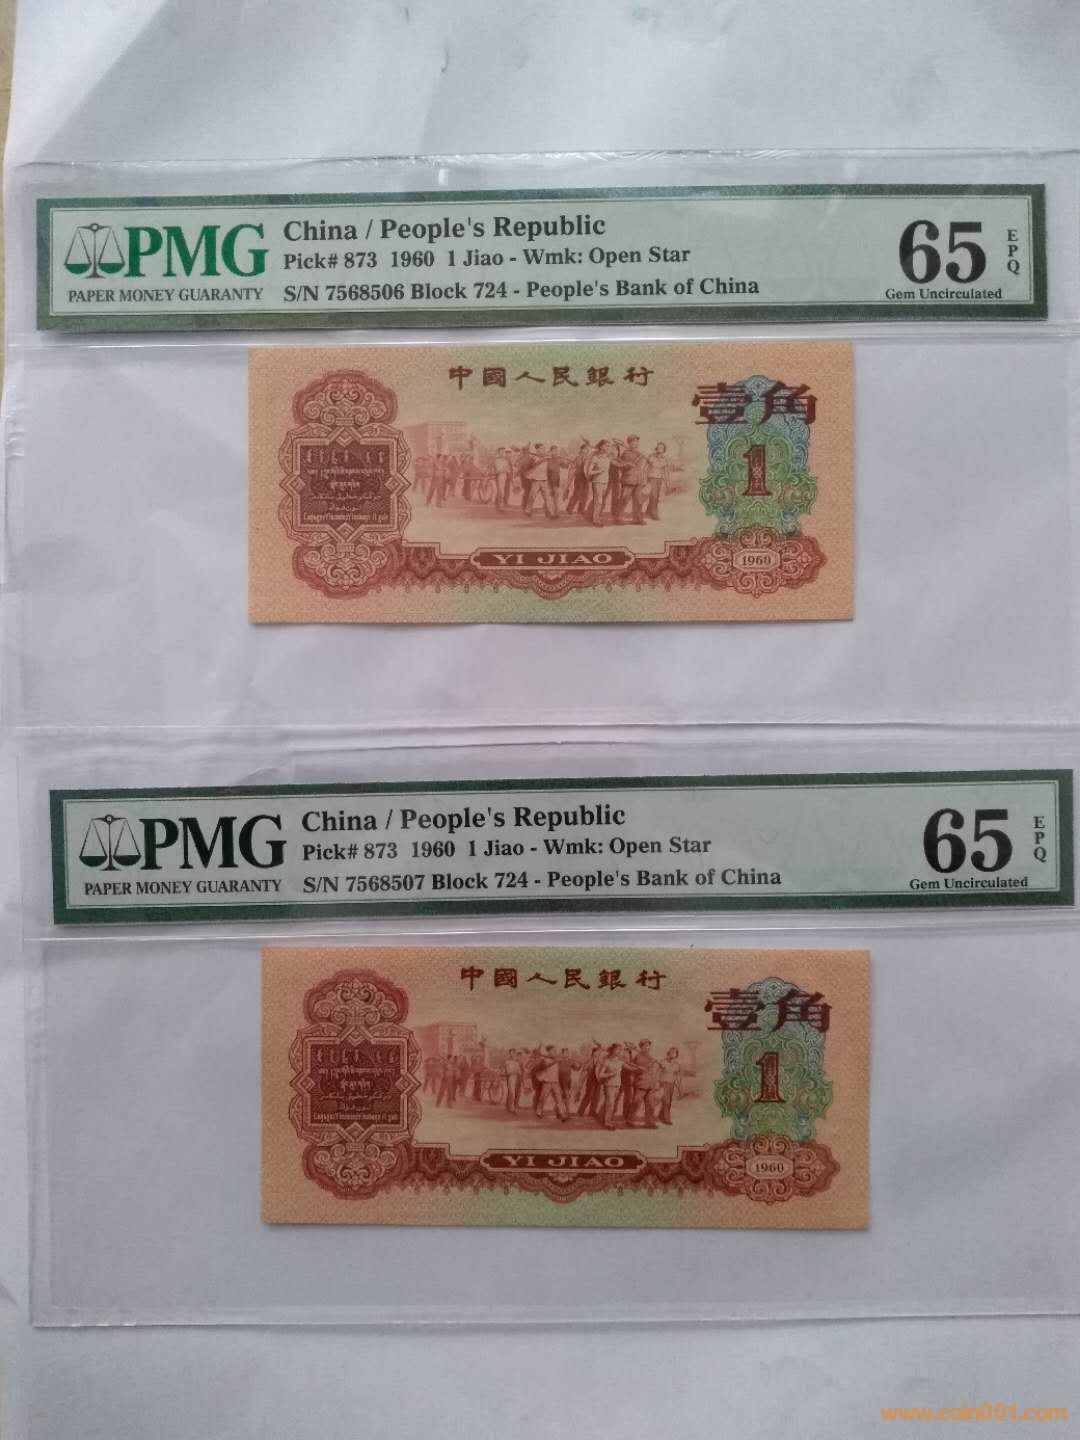 PMG
PAPER MONEY GUARANTY
China / People's Republic
Pick# 873 1960 1 Jiao - Wmk: Open Star
S/N 7568506 Block 724 - People's Bank of China
65
EPQ
Gem Uncirculated
中國人民銀行
壹角
1
YI JIAO
1960
PMG
PAPER MONEY GUARANTY
China / People's Republic
Pick# 873 1960 1 Jiao - Wmk: Open Star
S/N 7568507 Block 724 - People's Bank of China
65
EPQ
Gem Uncirculated
中國人民銀行
壹角
1
YI JIAO
1960
www.coin001.com